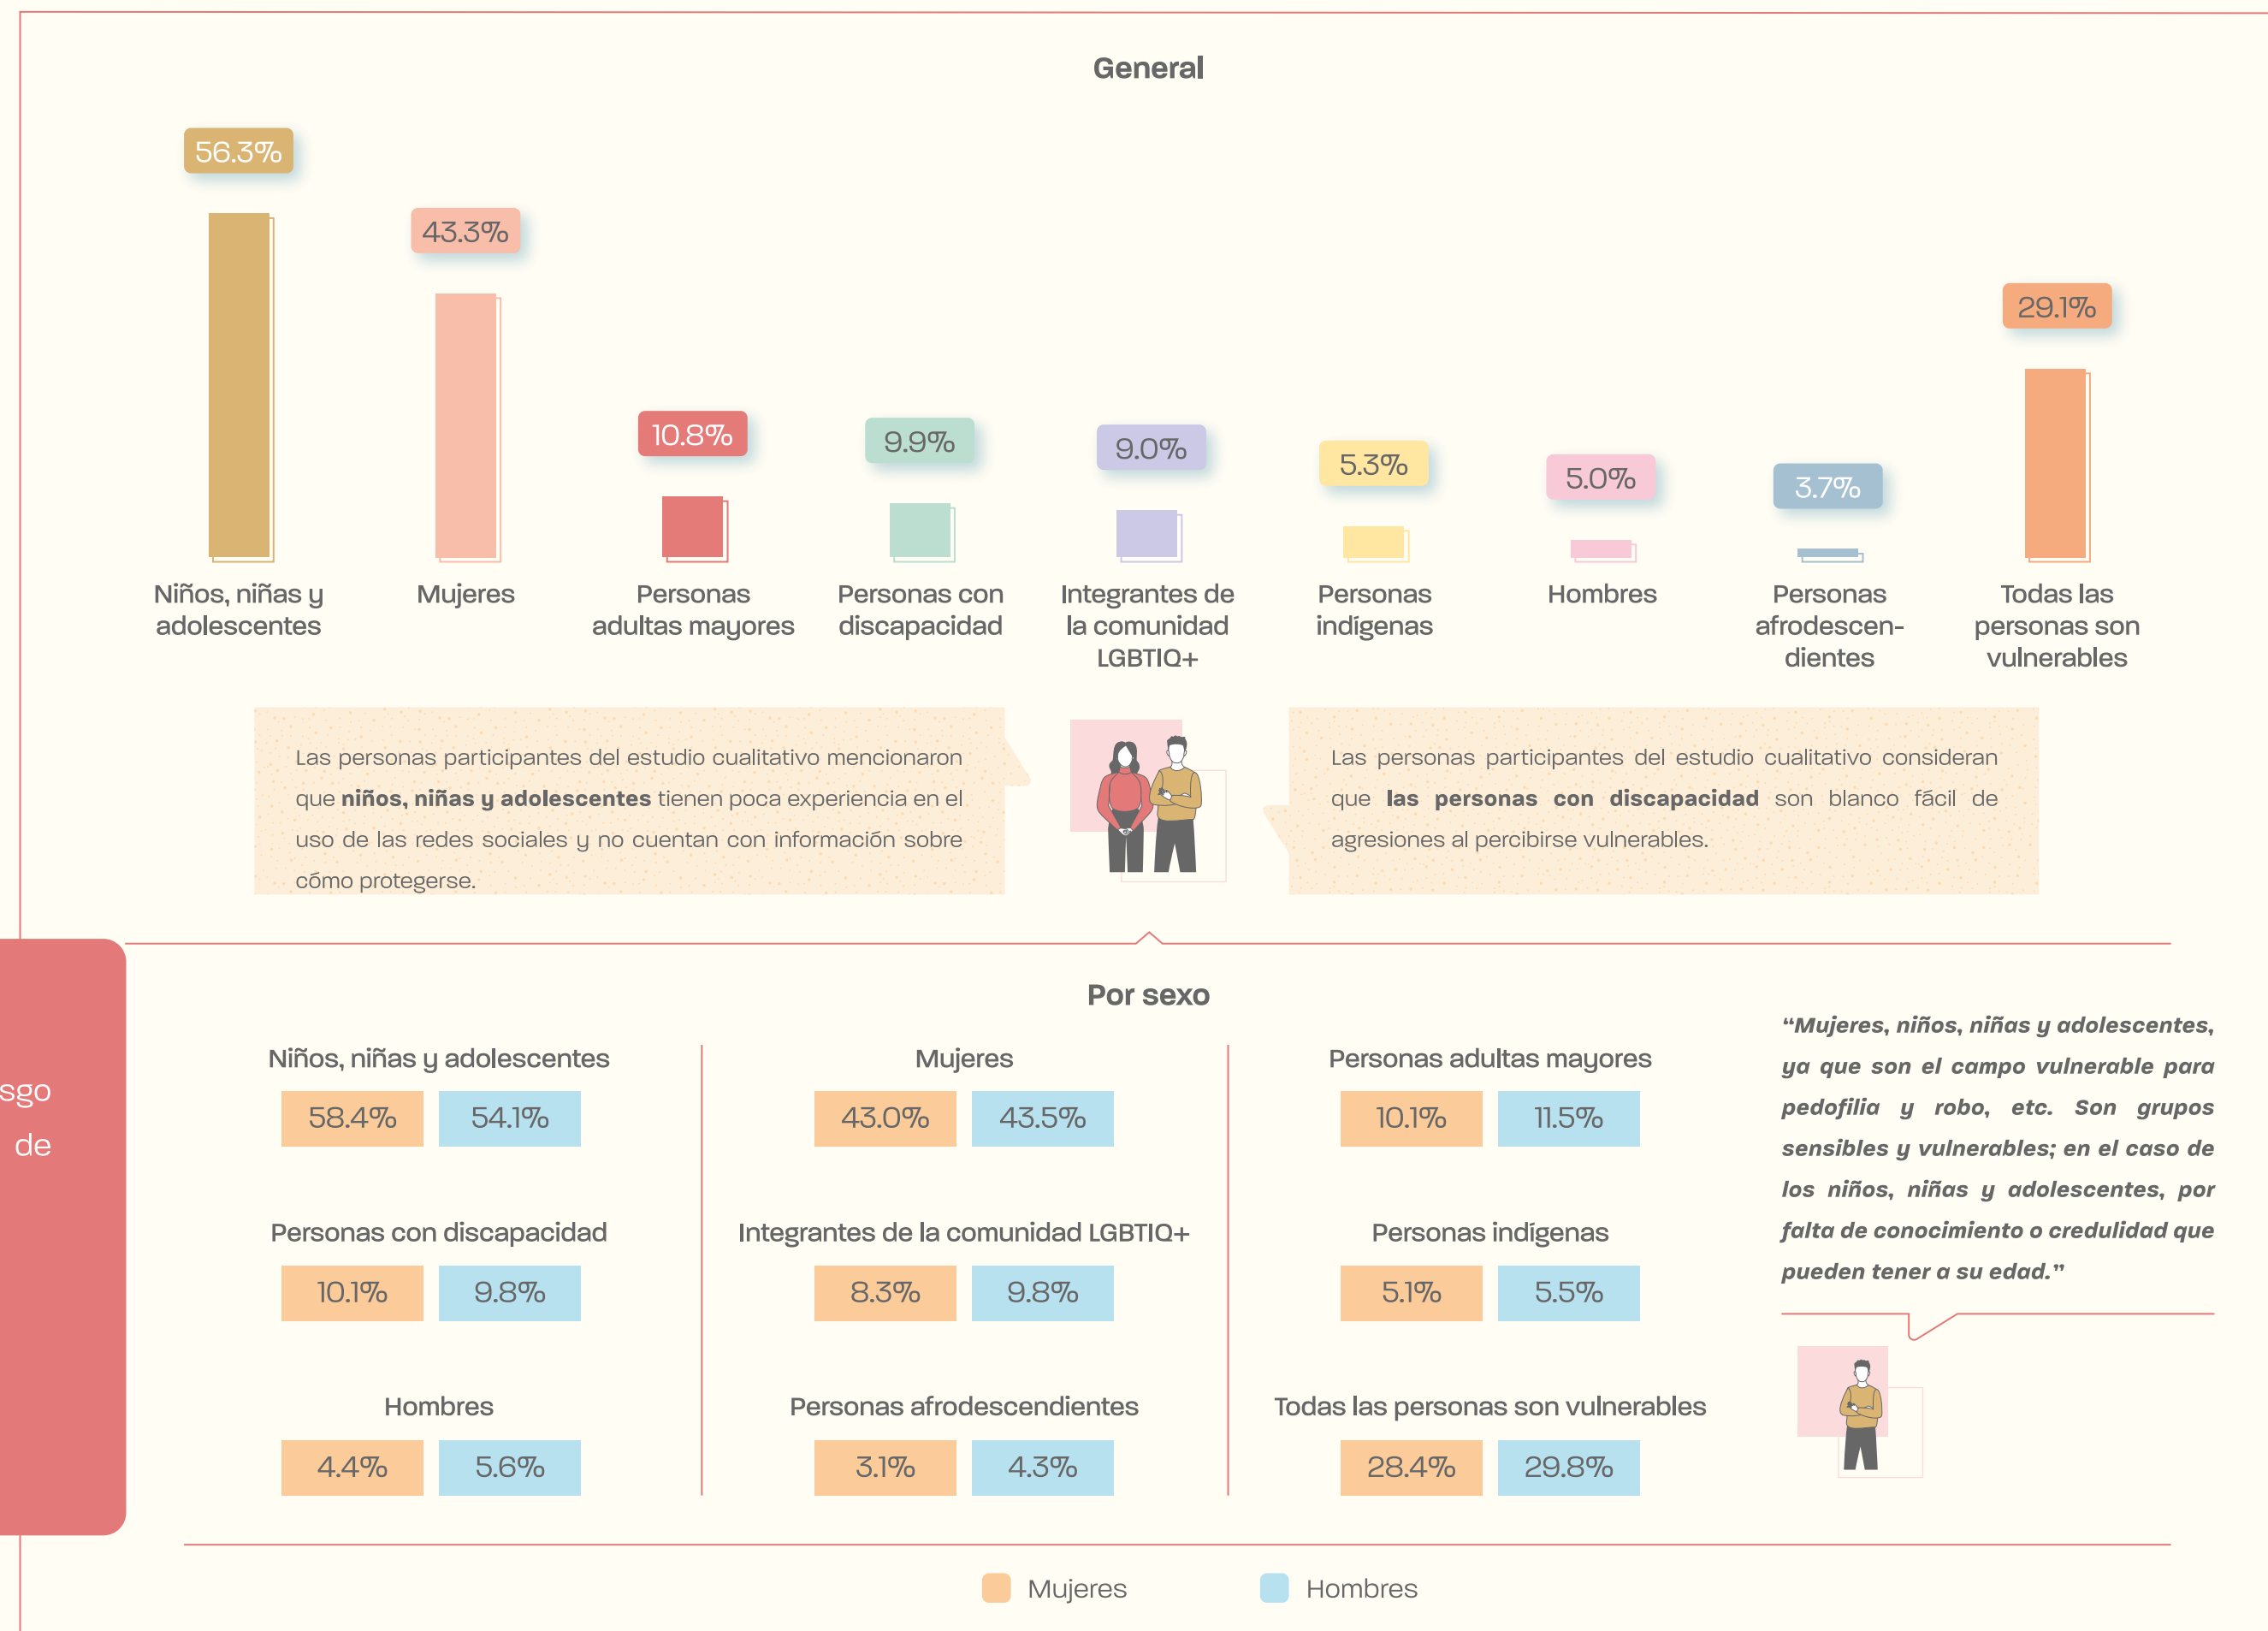 General
56.3%
43.3%
10.8%
9.9%
9.0%
5.3%
5.0%
3.7%
29.1%
Niños, niñas y
adolescentes
Mujeres
Personas
adultas mayores
Personas con
discapacidad
Integrantes de
la comunidad
LGBTIQ+
Personas
indígenas
Hombres
Personas
afrodescen-
dientes
Todas las
personas son
vulnerables
Las personas participantes del estudio cualitativo mencionaron
que niños, niñas y adolescentes tienen poca experiencia en el
uso de las redes sociales y no cuentan con información sobre
cómo protegerse.
Las personas participantes del estudio cualitativo consideran
que las personas con discapacidad son blanco fácil de
agresiones al percibirse vulnerables.
sgo
de
Por sexo
Niños, niñas y adolescentes
58.4% 54.1%
Mujeres
43.0% 43.5%
Personas adultas mayores
10.1% 11.5%
Personas con discapacidad
10.1% 9.8%
Integrantes de la comunidad LGBTIQ+
8.3% 9.8%
Personas indígenas
5.1% 5.5%
Hombres
4.4% 5.6%
Personas afrodescendientes
3.1% 4.3%
Todas las personas son vulnerables
28.4% 29.8%
“Mujeres, niños, niñas y adolescentes,
ya que son el campo vulnerable para
pedofilia y robo, etc. Son grupos
sensibles y vulnerables; en el caso de
los niños, niñas y adolescentes, por
falta de conocimiento o credulidad que
pueden tener a su edad.”
Mujeres
Hombres